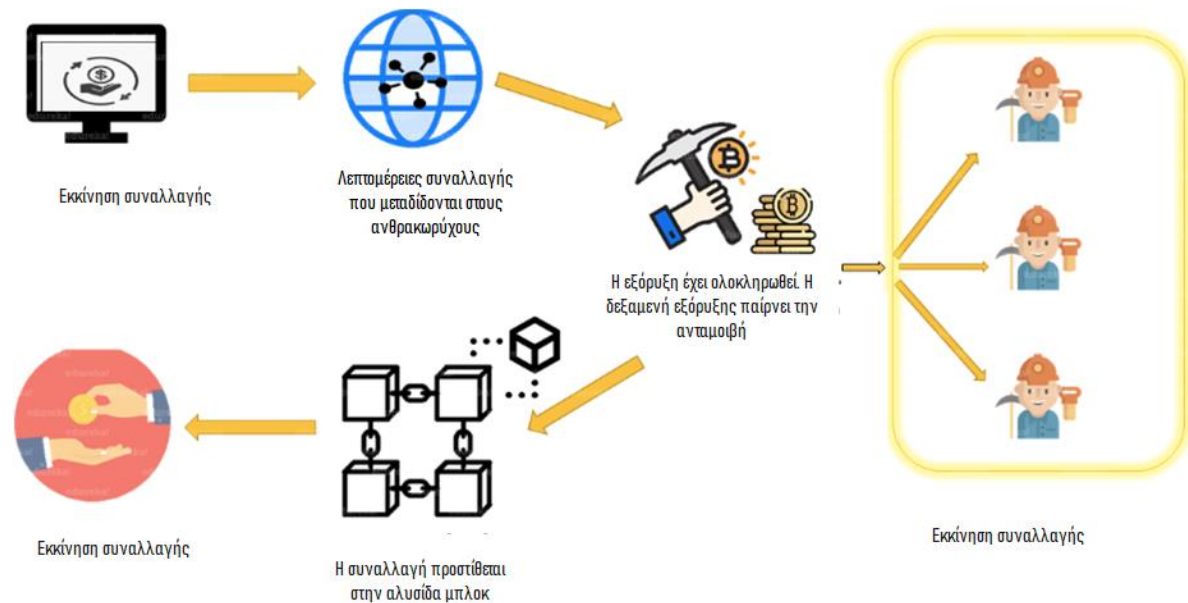 Εκκίνηση συναλλαγής
Λεπτομέρειες συναλλαγής
που μεταδίδονται στους
ανθρακωρύχους
Η εξόρυξη έχει ολοκληρωθεί. Η
δεξαμενή εξόρυξης παίρνει την
ανταμοιβή
Εκκίνηση συναλλαγής
Η συναλλαγή προστίθεται
στην αλυσίδα μπλοκ
Εκκίνηση συναλλαγής